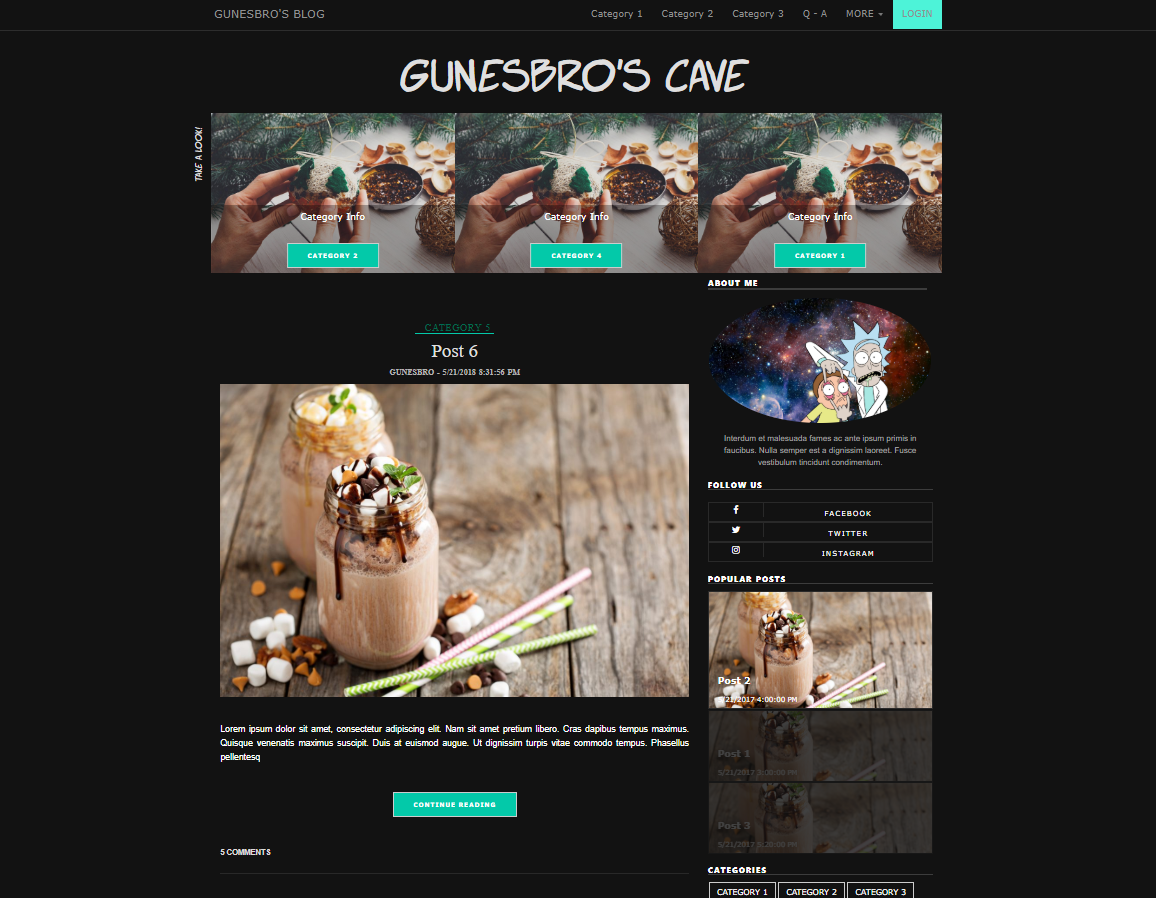 GUNESBRO'S BLOG
Category 1 Category 2 Category 3 Q - A MORE LOGIN
GUNESBRO'S CAVE
TAKE A LOOK!
Category Info Category Info Category Info
CATEGORY 2 CATEGORY 4 CATEGORY 1
CATEGORY 5
Post 6
GUNESBRO - 5/21/2018 8:31:56 PM
Lorem ipsum dolor sit amet, consectetur adipiscing elit. Nam sit amet pretium libero. Cras dapibus tempus maximus.
Quisque venenatis maximus suscipit. Duis at euismod augue. Ut dignissim turpis vitae commodo tempus. Phasellus
pellentesq
CONTINUE READING
5 COMMENTS
ABOUT ME
Interdum et malesuada fames ac ante ipsum primis in
faucibus. Nulla semper est a dignissim laoreet. Fusce
vestibulum tincidunt condimentum.
FOLLOW US
FACEBOOK
TWITTER
INSTAGRAM
POPULAR POSTS
Post 2
5/21/2017 4:00:00 PM
Post 1
5/21/2017 3:00:00 PM
Post 3
5/21/2017 5:20:00 PM
CATEGORIES
CATEGORY 1 CATEGORY 2 CATEGORY 3